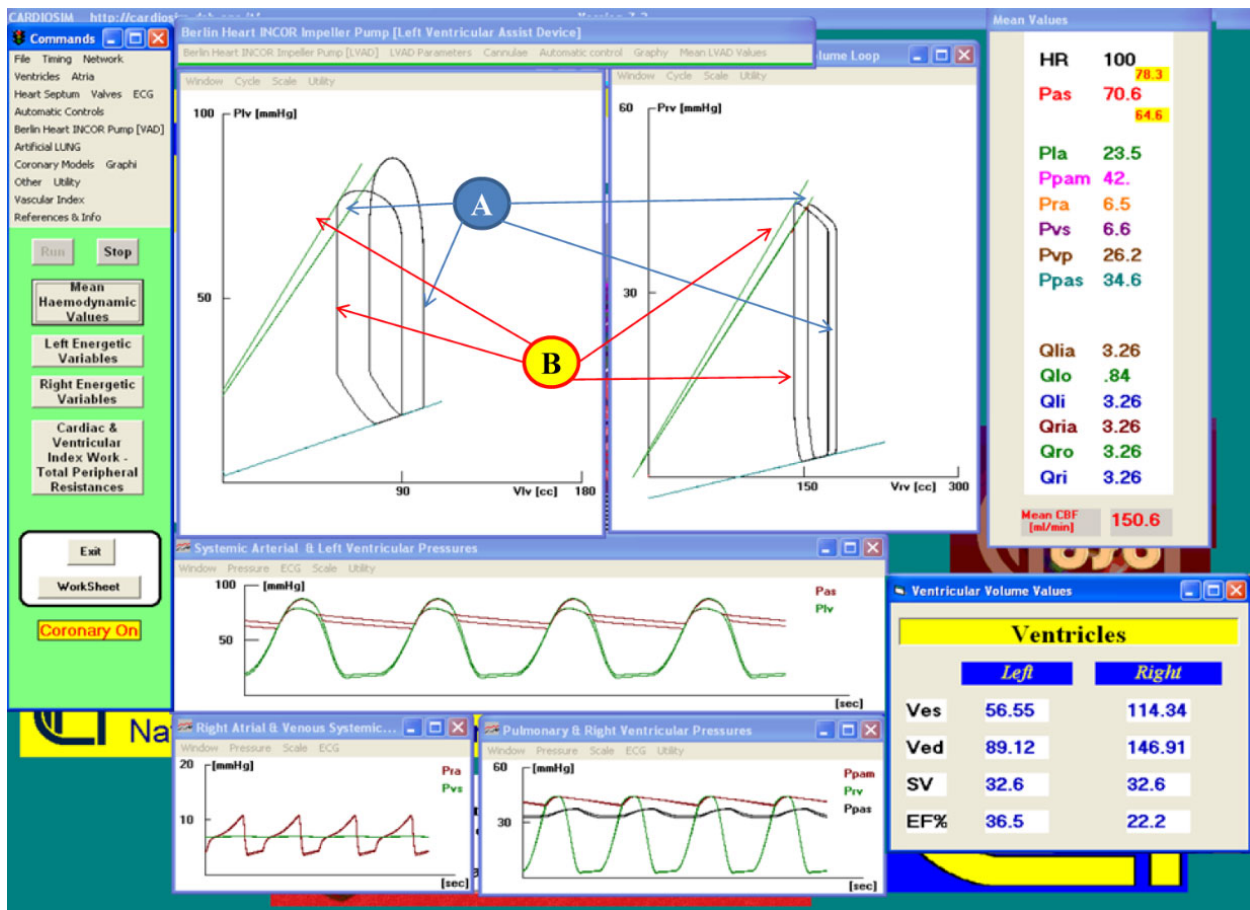 CARDIOSIM http://cardios
Commands
File Timing Network
Ventricles Atria
Heart Septum Valves ECG
Automatic Controls
Berlin Heart INCOR Pump [VAD]
Artificial LUNG
Coronary Models Graphi
Other Utility
Vascular Index
References & Info
Run Stop
Mean
Haemodynamic
Values
Left Energetic
Variables
Right Energetic
Variables
Cardiac &
Ventricular
Index Work -
Total Peripheral
Resistances
Exit
WorkSheet
Coronary On
Na
Berlin Heart INCOR Impeller Pump [Left Ventricular Assist Device]
Berlin Heart INCOR Impeller Pump [LVAD] LVAD Parameters Cannulae Automatic control Graphy Mean LVAD Values
Window Cycle Scale Utility
100 Plv [mmHg]
50
90 Vlv [cc] 180
A
B
olume Loop
Window Cycle Scale Utility
60 Prv [mmHg]
30
150 Vrv [cc] 300
Mean Values
HR 100
78.3
Pas 70.6
64.6
Pla 23.5
Ppam 42.
Pra 6.5
Pvs 6.6
Pvp 26.2
Ppas 34.6
Qlia 3.26
Qlo .84
Qli 3.26
Qria 3.26
Qro 3.26
Qri 3.26
Mean CBF
[ml/min] 150.6
Systemic Arterial & Left Ventricular Pressures
Window Pressure ECG Scale Utility
100 [mmHg]
50
Pas
Plv
[sec]
Right Atrial & Venous Systemic...
Window Pressure Scale ECG
20 [mmHg]
10
Pra
Pvs
[sec]
Pulmonary & Right Ventricular Pressures
Window Pressure Scale ECG Utility
60 [mmHg]
30
Ppam
Prv
Ppas
[sec]
Ventricular Volume Values
Ventricles
Left Right
Ves 56.55 114.34
Ved 89.12 146.91
SV 32.6 32.6
EF% 36.5 22.2